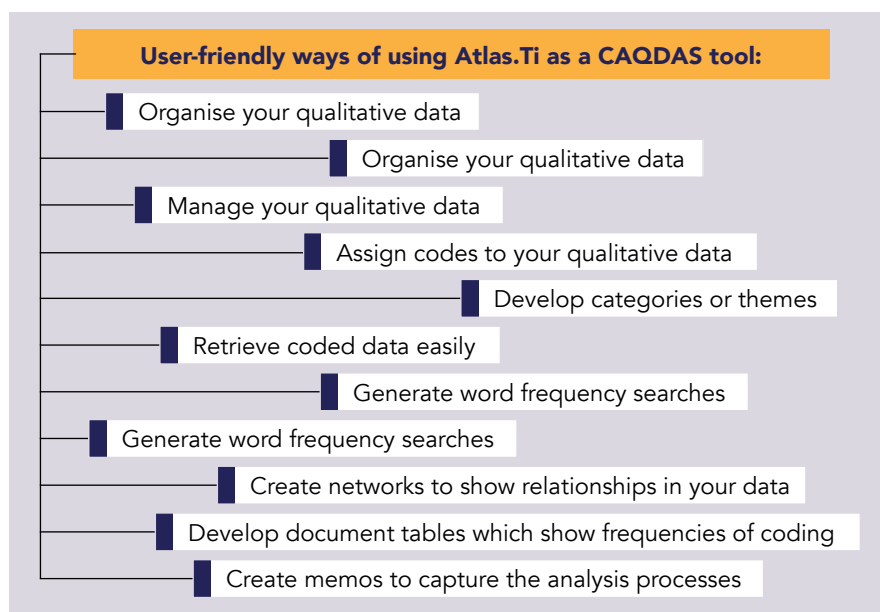 User-friendly ways of using Atlas.Ti as a CAQDAS tool:
Organise your qualitative data
Organise your qualitative data
Manage your qualitative data
Assign codes to your qualitative data
Develop categories or themes
Retrieve coded data easily
Generate word frequency searches
Generate word frequency searches
Create networks to show relationships in your data
Develop document tables which show frequencies of coding
Create memos to capture the analysis processes